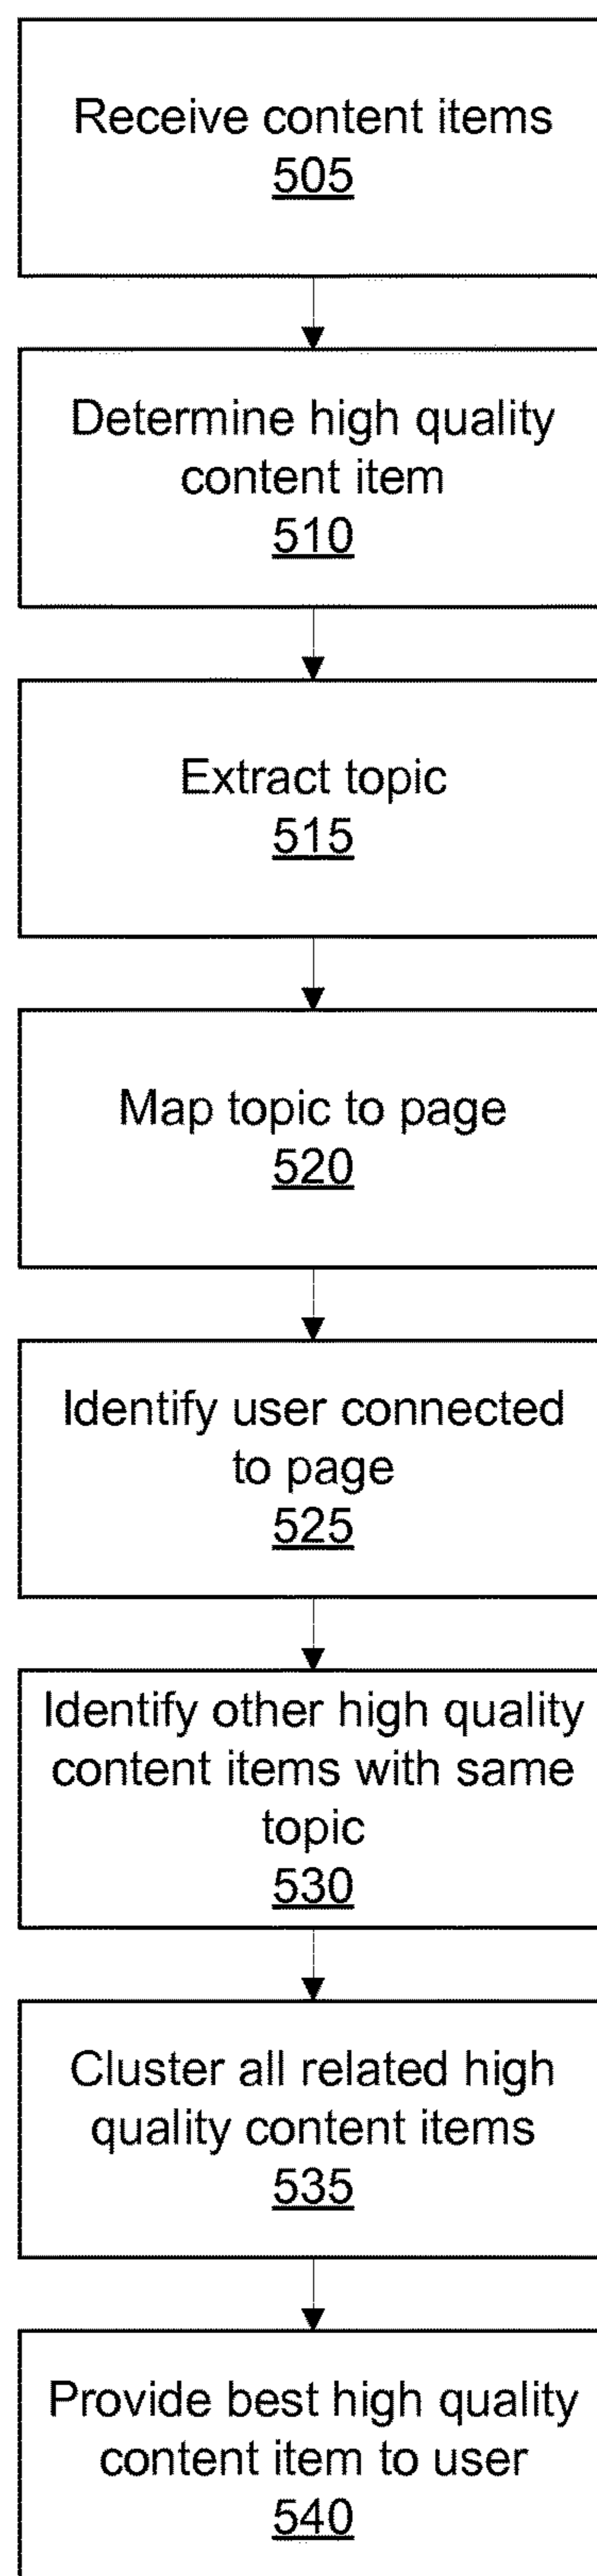 Receive content items
505
Determine high quality
content item
510
Extract topic
515
Map topic to page
520
Identify user connected
to page
525
Identify other high quality
content items with same
topic
530
Cluster all related high
quality content items
535
Provide best high quality
content item to user
540